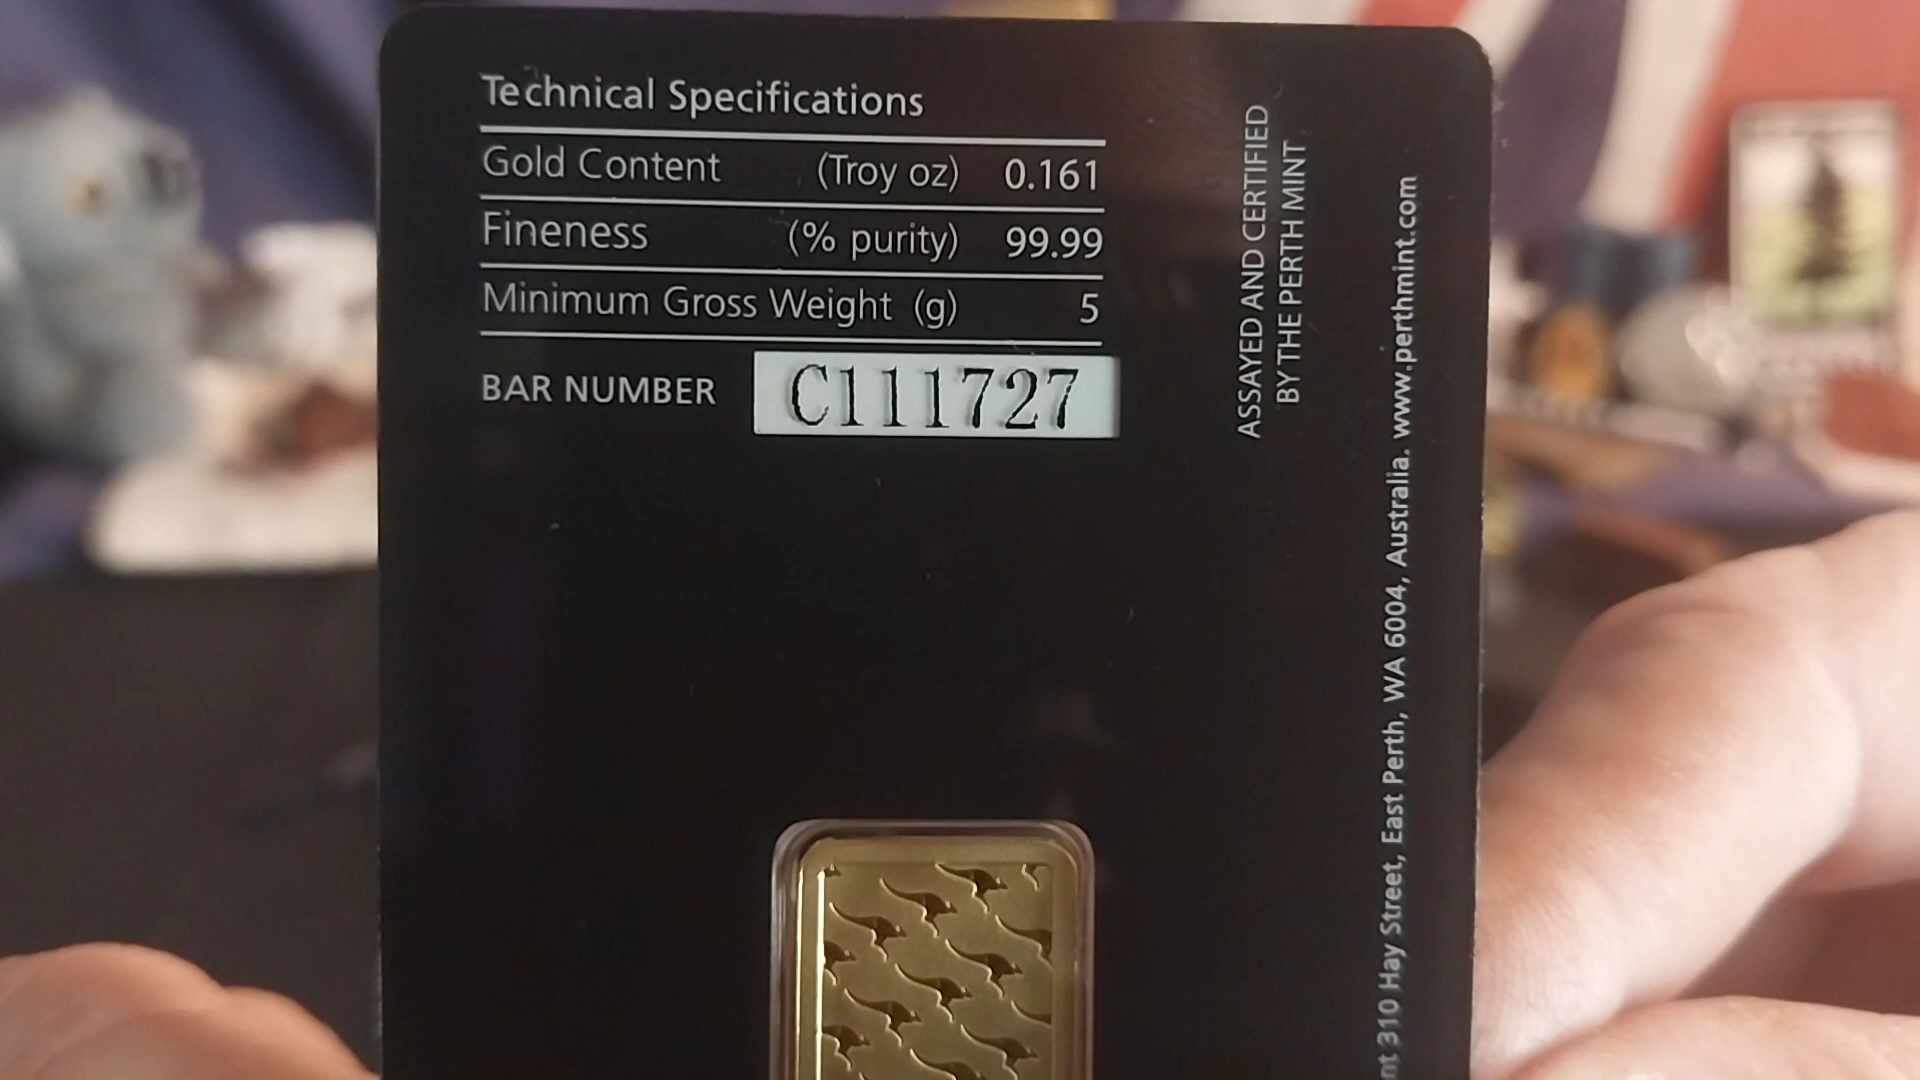 Technical Specifications
Gold Content (Troy oz) 0.161
Fineness (% purity) 99.99
Minimum Gross Weight (g) 5
BAR NUMBER C111727
ASSAYED AND CERTIFIED
BY THE PERTH MINT
310 Hay Street, East Perth, WA 6004, Australia. www.perthmint.com